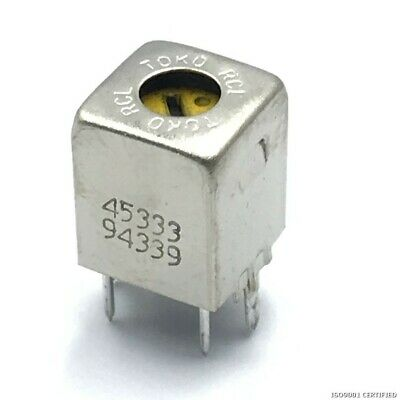 TOKO RCL TOKO RCL
45333
94339
ISO9001 CERTIFIED